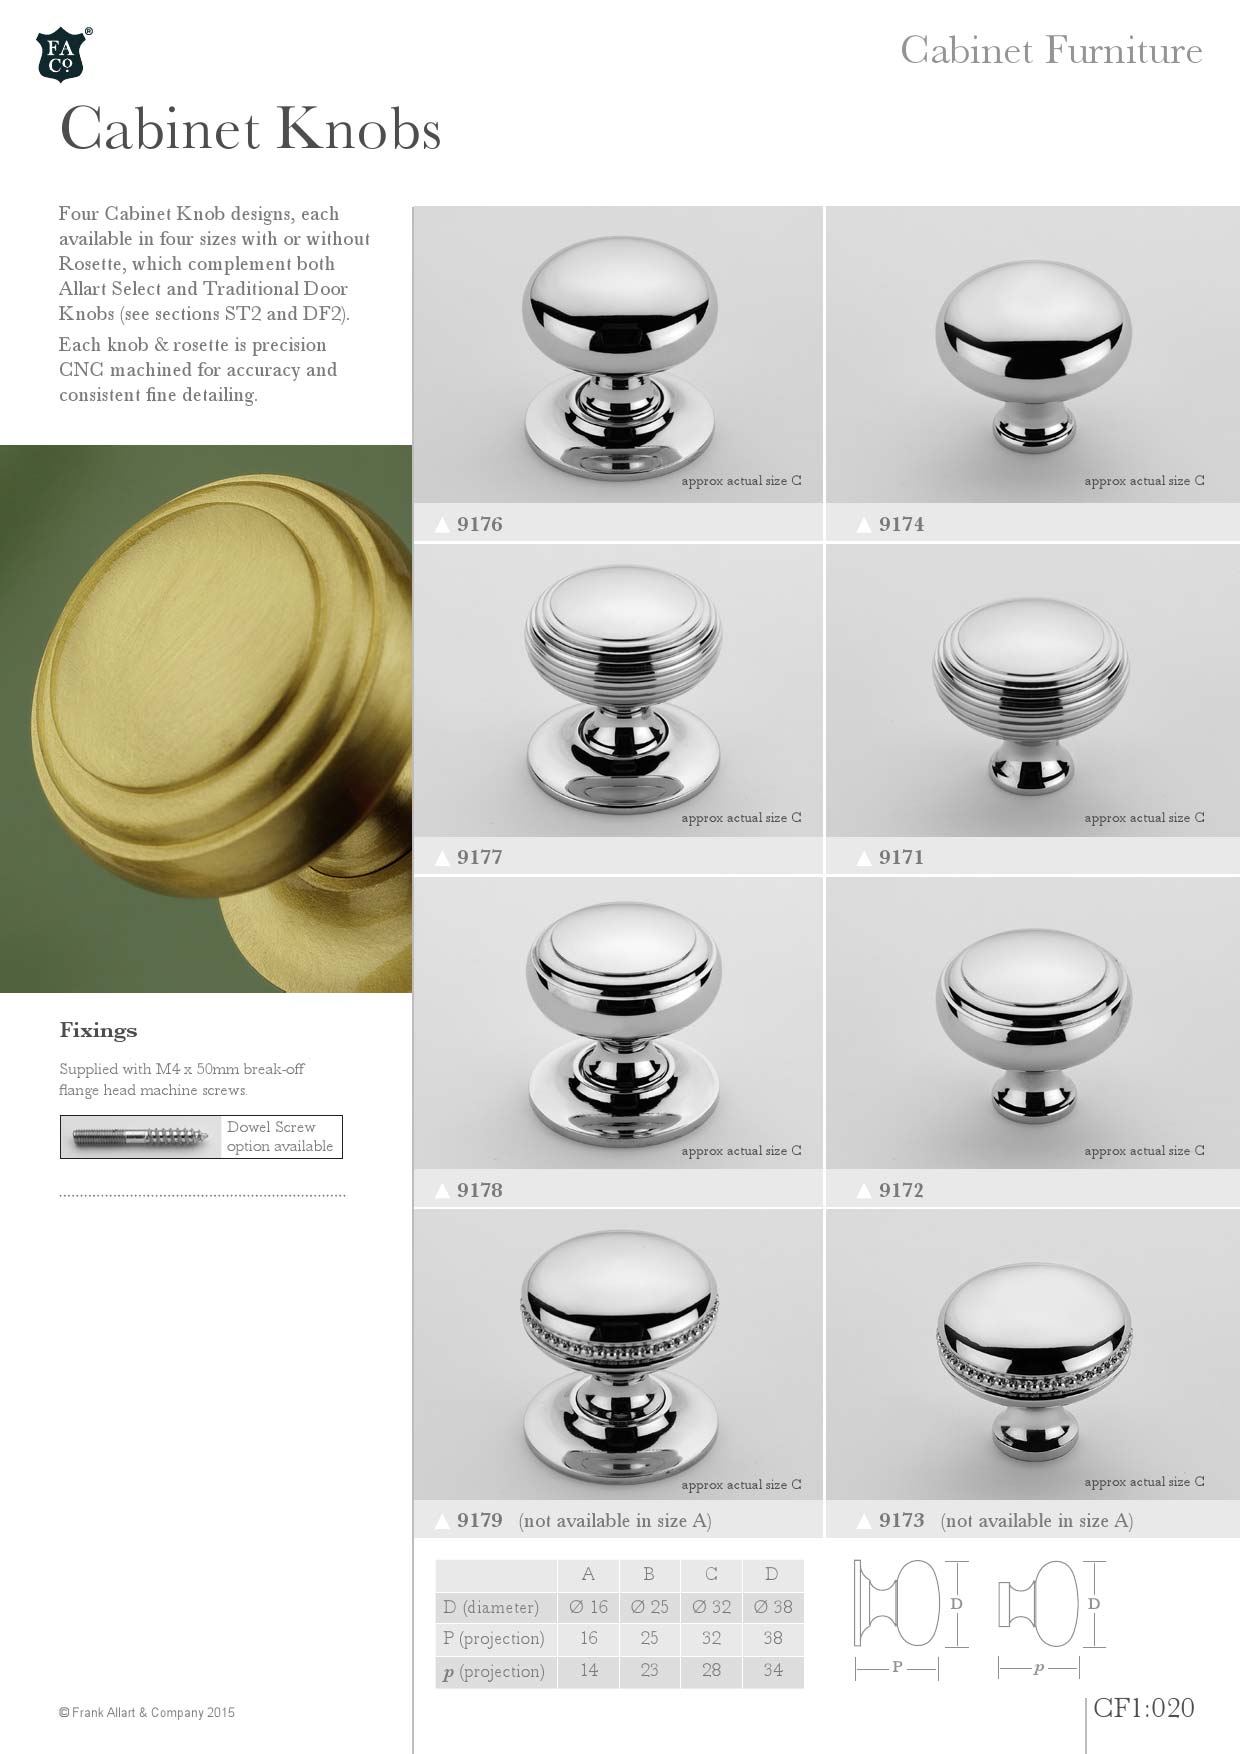 FA
Co.
®
Cabinet Furniture
Cabinet Knobs
Four Cabinet Knob designs, each
available in four sizes with or without
Rosette, which complement both
Allart Select and Traditional Door
Knobs (see sections ST2 and DF2).
Each knob & rosette is precision
CNC machined for accuracy and
consistent fine detailing.
Fixings
Supplied with M4 x 50mm break-off
flange head machine screws.
Dowel Screw
option available
approx actual size C
▲ 9176
approx actual size C
▲ 9174
approx actual size C
▲ 9177
approx actual size C
▲ 9171
approx actual size C
▲ 9178
approx actual size C
▲ 9172
approx actual size C
▲ 9179 (not available in size A)
approx actual size C
▲ 9173 (not available in size A)
A B C D
D (diameter) Ø 16 Ø 25 Ø 32 Ø 38
P (projection) 16 25 32 38
p (projection) 14 23 28 34
D
P
D
p
© Frank Allart & Company 2015
CF1:020